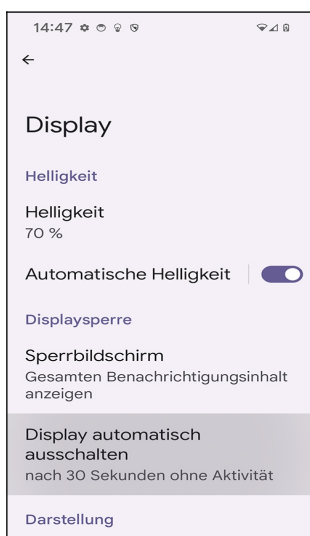 14:47
Display
Helligkeit
Helligkeit
70 %
Automatische Helligkeit
Displaysperre
Sperrbildschirm
Gesamten Benachrichtigungsinhalt
anzeigen
Display automatisch
ausschalten
nach 30 Sekunden ohne Aktivität
Darstellung